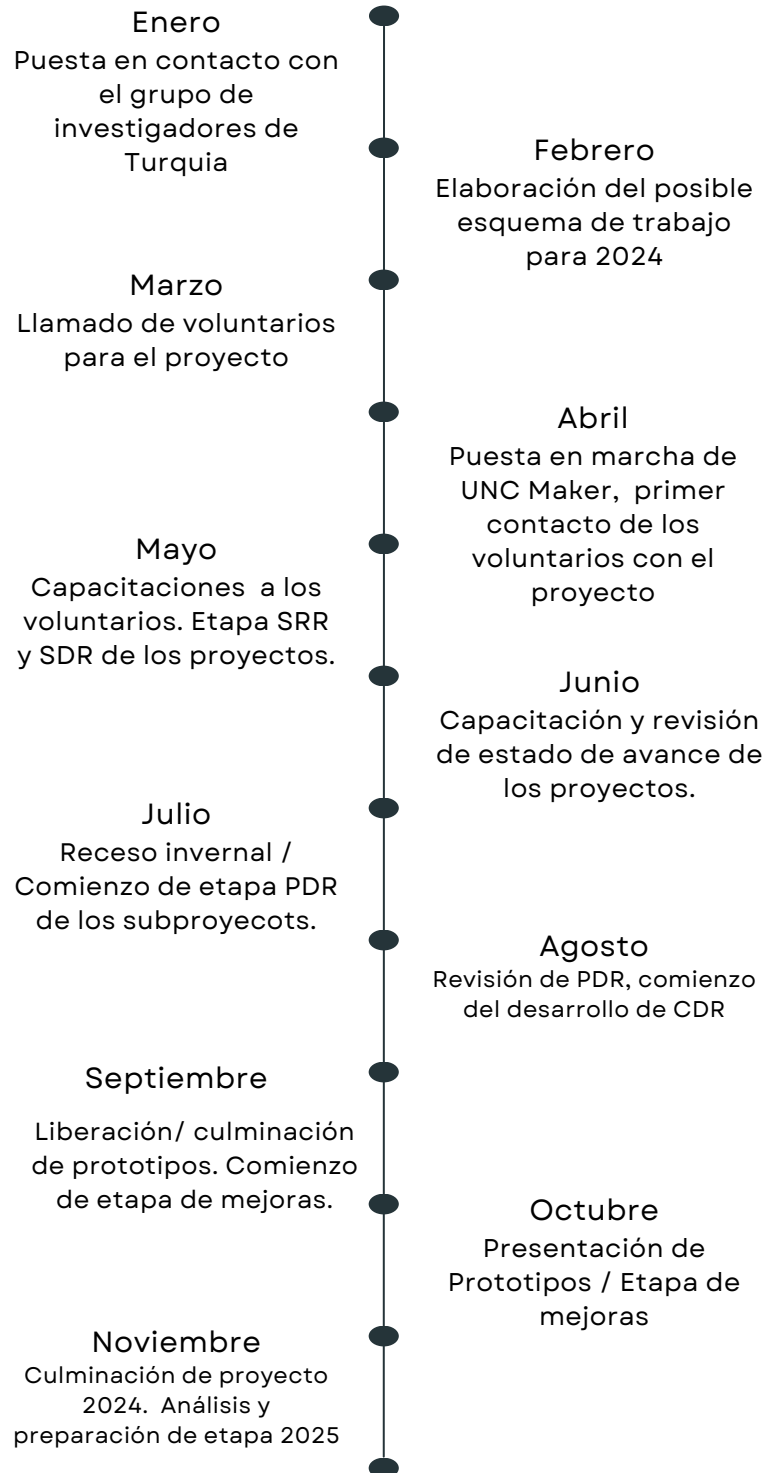 Enero
Puesta en contacto con
el grupo de
investigadores de
Turquia
Febrero
Elaboración del posible
esquema de trabajo
para 2024
Marzo
Llamado de voluntarios
para el proyecto
Abril
Puesta en marcha de
UNC Maker,  primer
contacto de los
voluntarios con el
proyecto
Mayo
Capacitaciones  a los
voluntarios. Etapa SRR
y SDR de los proyectos.
Junio
Capacitación y revisión
de estado de avance de
los proyectos.
Julio
Receso invernal /
Comienzo de etapa PDR
de los subproyecots.
Agosto
Revisión de PDR, comienzo
del desarrollo de CDR
Septiembre
Liberación/ culminación
de prototipos. Comienzo
de etapa de mejoras.
Octubre
Presentación de
Prototipos / Etapa de
mejoras
Noviembre
Culminación de proyecto
2024.  Análisis y
preparación de etapa 2025